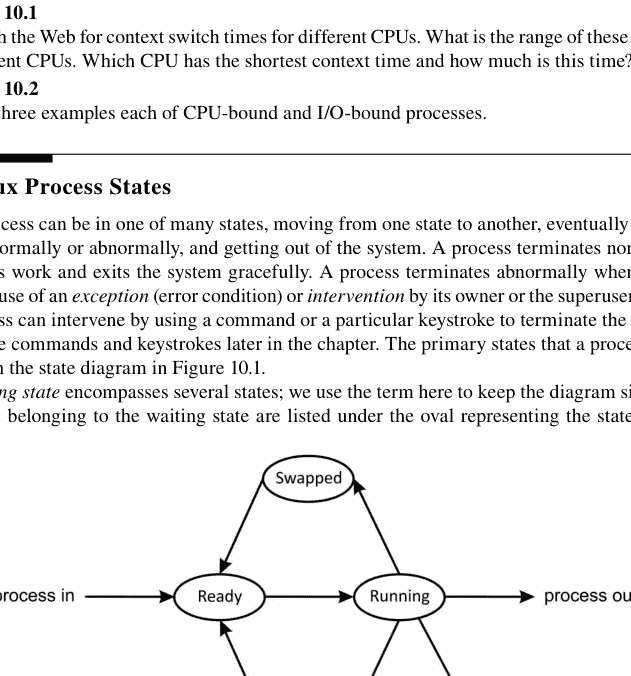 10.1
h the Web for context switch times for different CPUs. What is the range of these
ent CPUs. Which CPU has the shortest context time and how much is this time?
10.2
three examples each of CPU-bound and I/O-bound processes.
ux Process States
cess can be in one of many states, moving from one state to another, eventually
ormally or abnormally, and getting out of the system. A process terminates nor
s work and exits the system gracefully. A process terminates abnormally when
use of an exception (error condition) or intervention by its owner or the superuser
ss can intervene by using a command or a particular keystroke to terminate the
e commands and keystrokes later in the chapter. The primary states that a proce
n the state diagram in Figure 10.1.
ng state encompasses several states; we use the term here to keep the diagram si
belonging to the waiting state are listed under the oval representing the state
Swapped
process in
Ready
Running
process ou